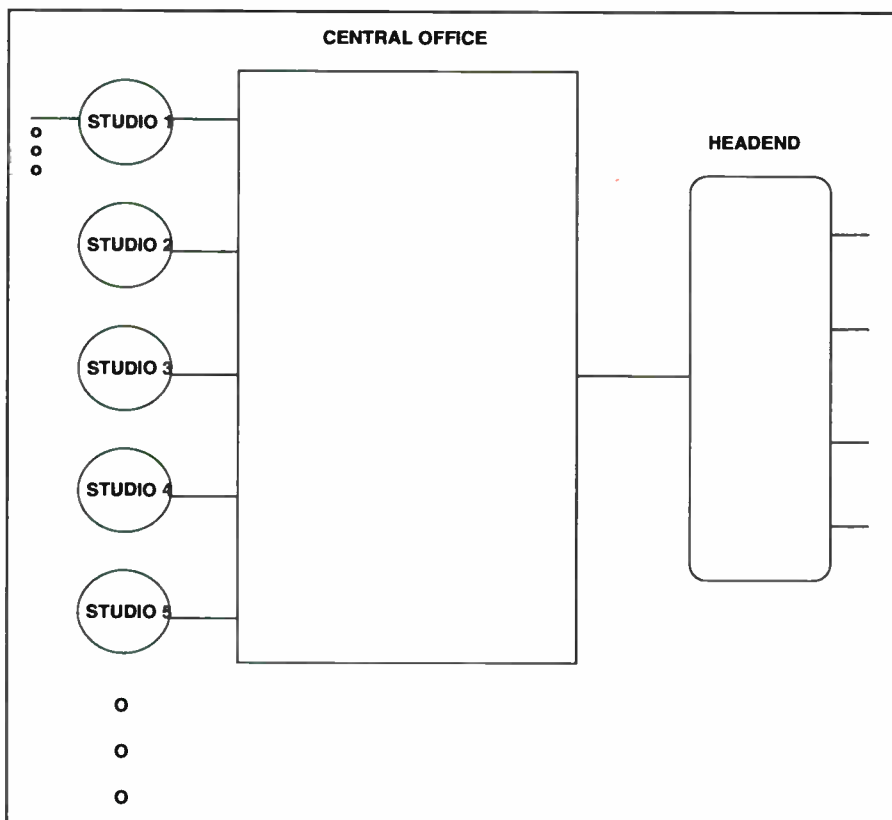 CENTRAL OFFICE
STUDIO 1
HEADEND
STUDIO 2
STUDIO 3
STUDIO 4
STUDIO 5
o
o
o
O
O
O